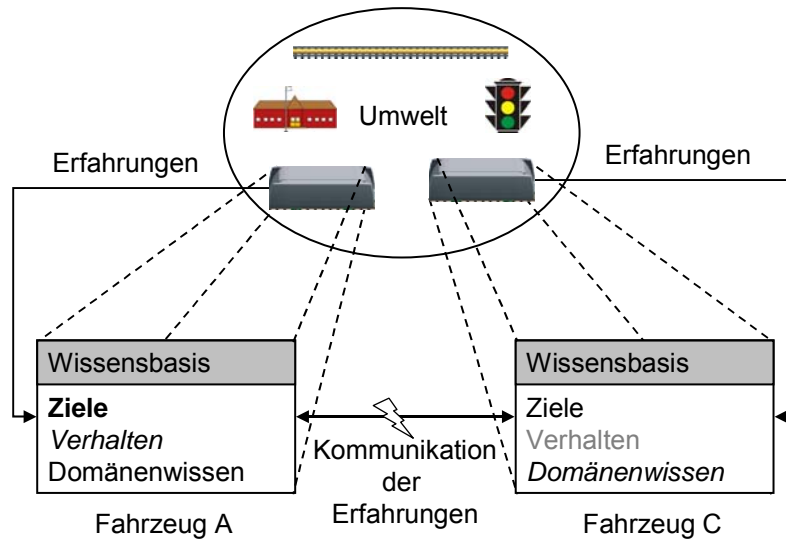 Umwelt
Erfahrungen
Erfahrungen
Wissensbasis
Ziele
Verhalten
Domänenwissen
Fahrzeug A
Kommunikation
der
Erfahrungen
Wissensbasis
Ziele
Verhalten
Domänenwissen
Fahrzeug C